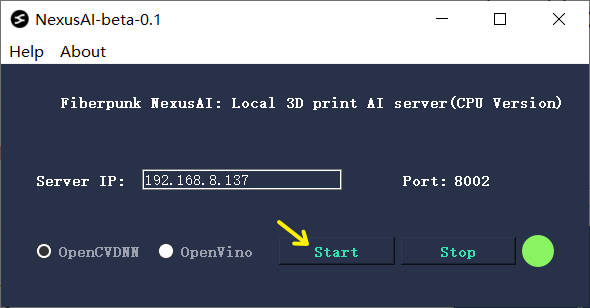 NexusAI-beta-0.1
Help About
Fiberpunk NexusAI: Local 3D print AI server(CPU Version)
Server IP: 192.168.8.137 Port: 8002
OpenCVDNN OpenVino Start Stop